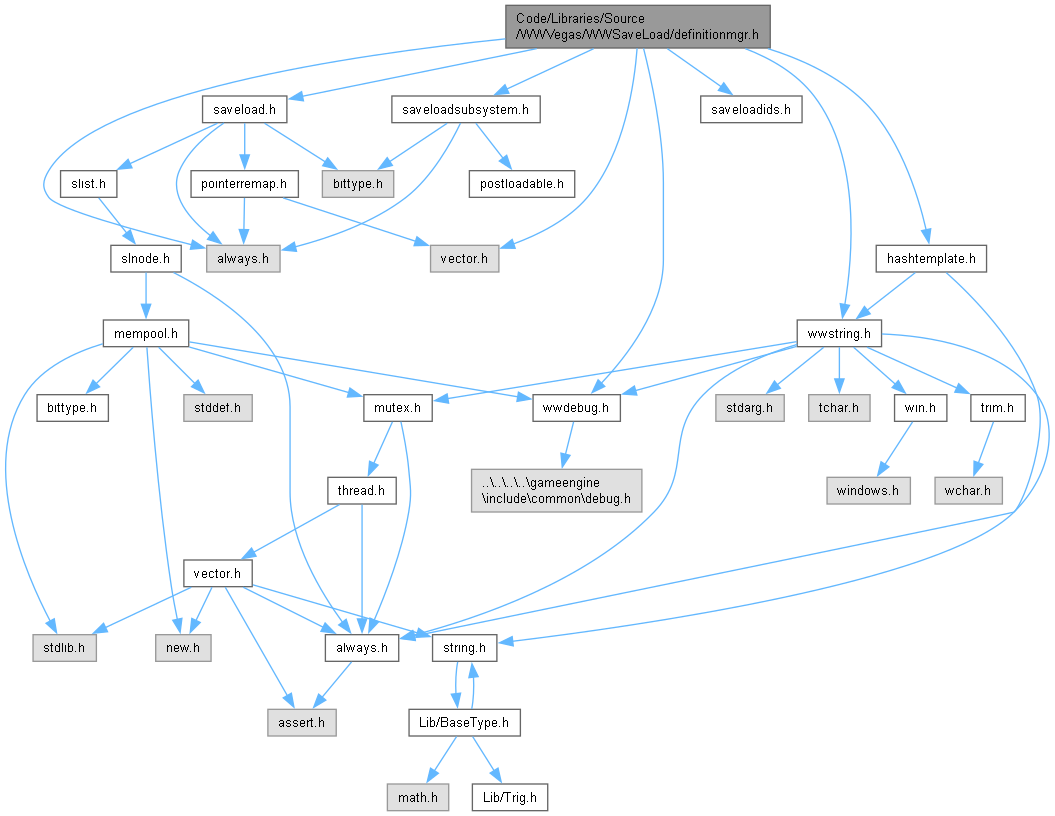 Code/Libraries/Source
/WWVegas/WWSaveLoad/definitionmgr.h
saveload.h
saveloadsubsystem.h
saveloadids.h
slist.h
pointerremap.h
bittype.h
postloadable.h
slnode.h
always.h
vector.h
hashtemplate.h
mempool.h
wwstring.h
bittype.h
stddef.h
mutex.h
wwdebug.h
stdarg.h
tchar.h
win.h
trim.h
thread.h
..\..\..\..\gameengine
\include\common\debug.h
windows.h
wchar.h
vector.h
stdlib.h
new.h
always.h
string.h
assert.h
Lib/BaseType.h
math.h
Lib/Trig.h